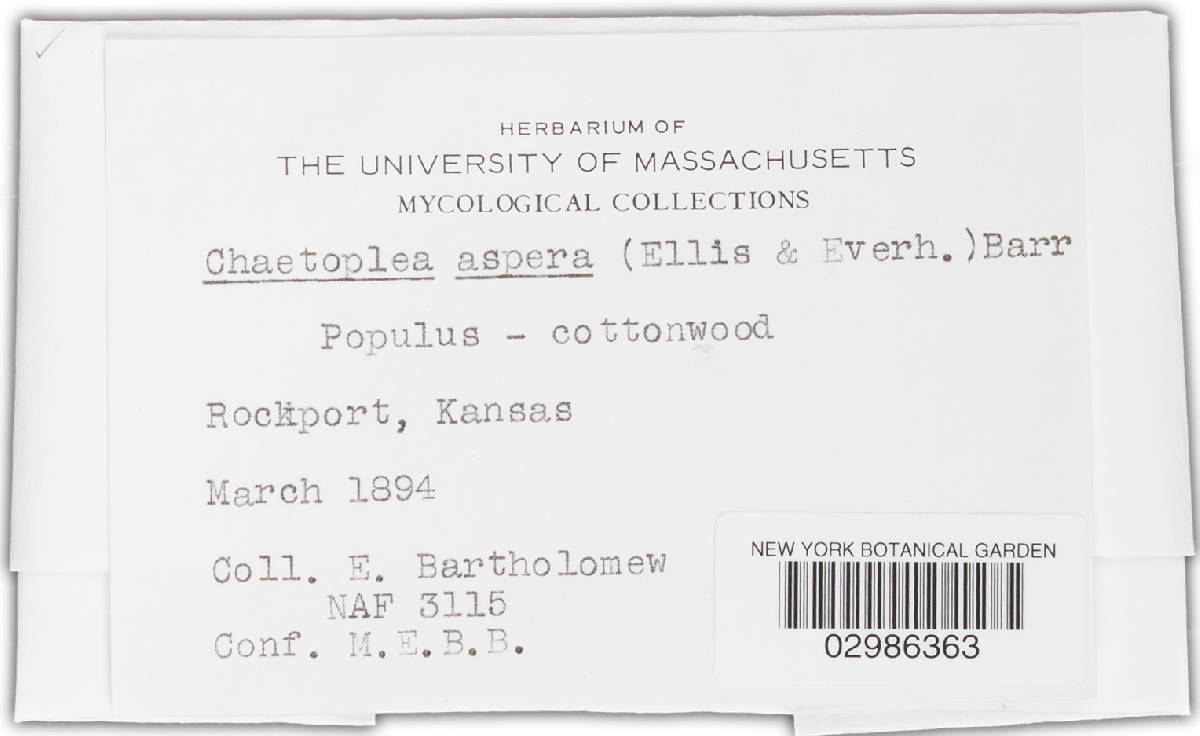 HERBARIUM OF
THE UNIVERSITY OF MASSACHUSETTS
MYCOLOGICAL COLLECTIONS
Chaetoplea aspera (Ellis & Everh.)Barr
Populus - cottonwood
Rockport, Kansas
March 1894
Coll. E. Bartholomew
NAF 3115
Conf. M.E.B.B.
NEW YORK BOTANICAL GARDEN
02986363